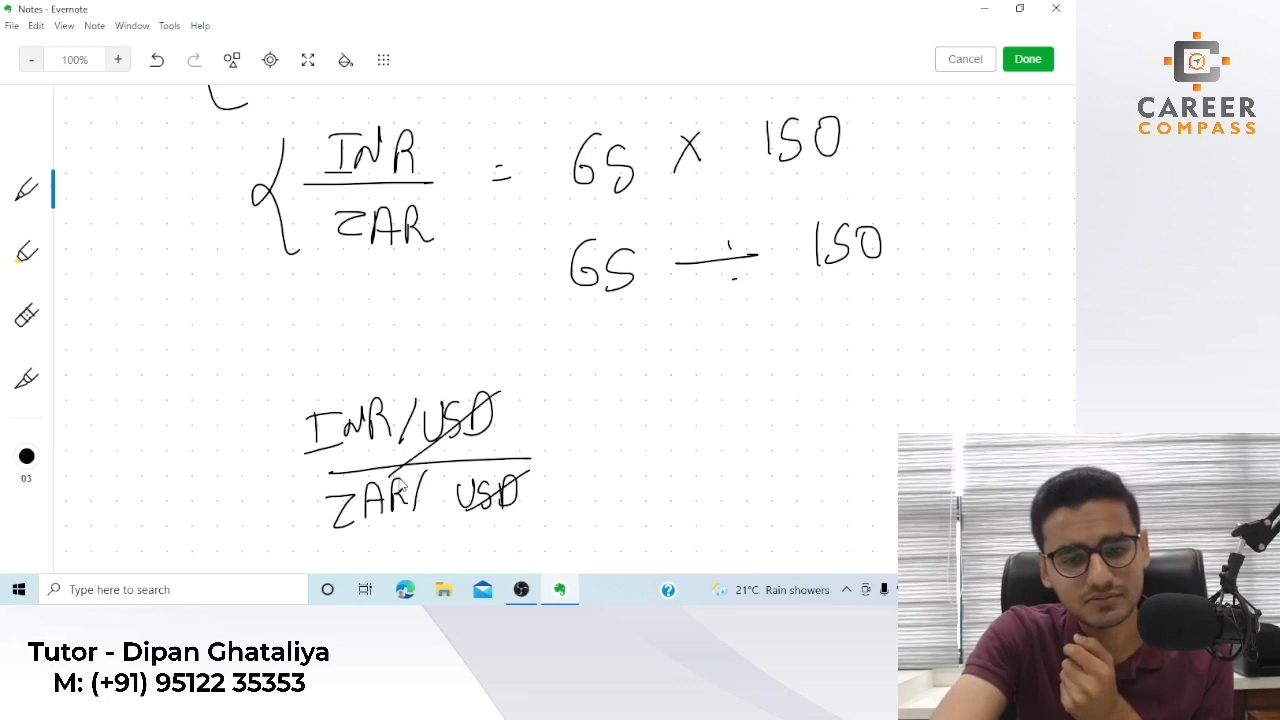 Notes - Evernote
File Edit View Note Window Tools Help
- 100% +
Cancel Done
CAREER
COMPASS
INR
ZAR
= 65 × 150
65 ÷ 150
INR/USD
ZAR/ USD
03
Type here to search
21°C Rain showers
Tutor - Dipan Ghataliya
M: (+91) 95122 35353